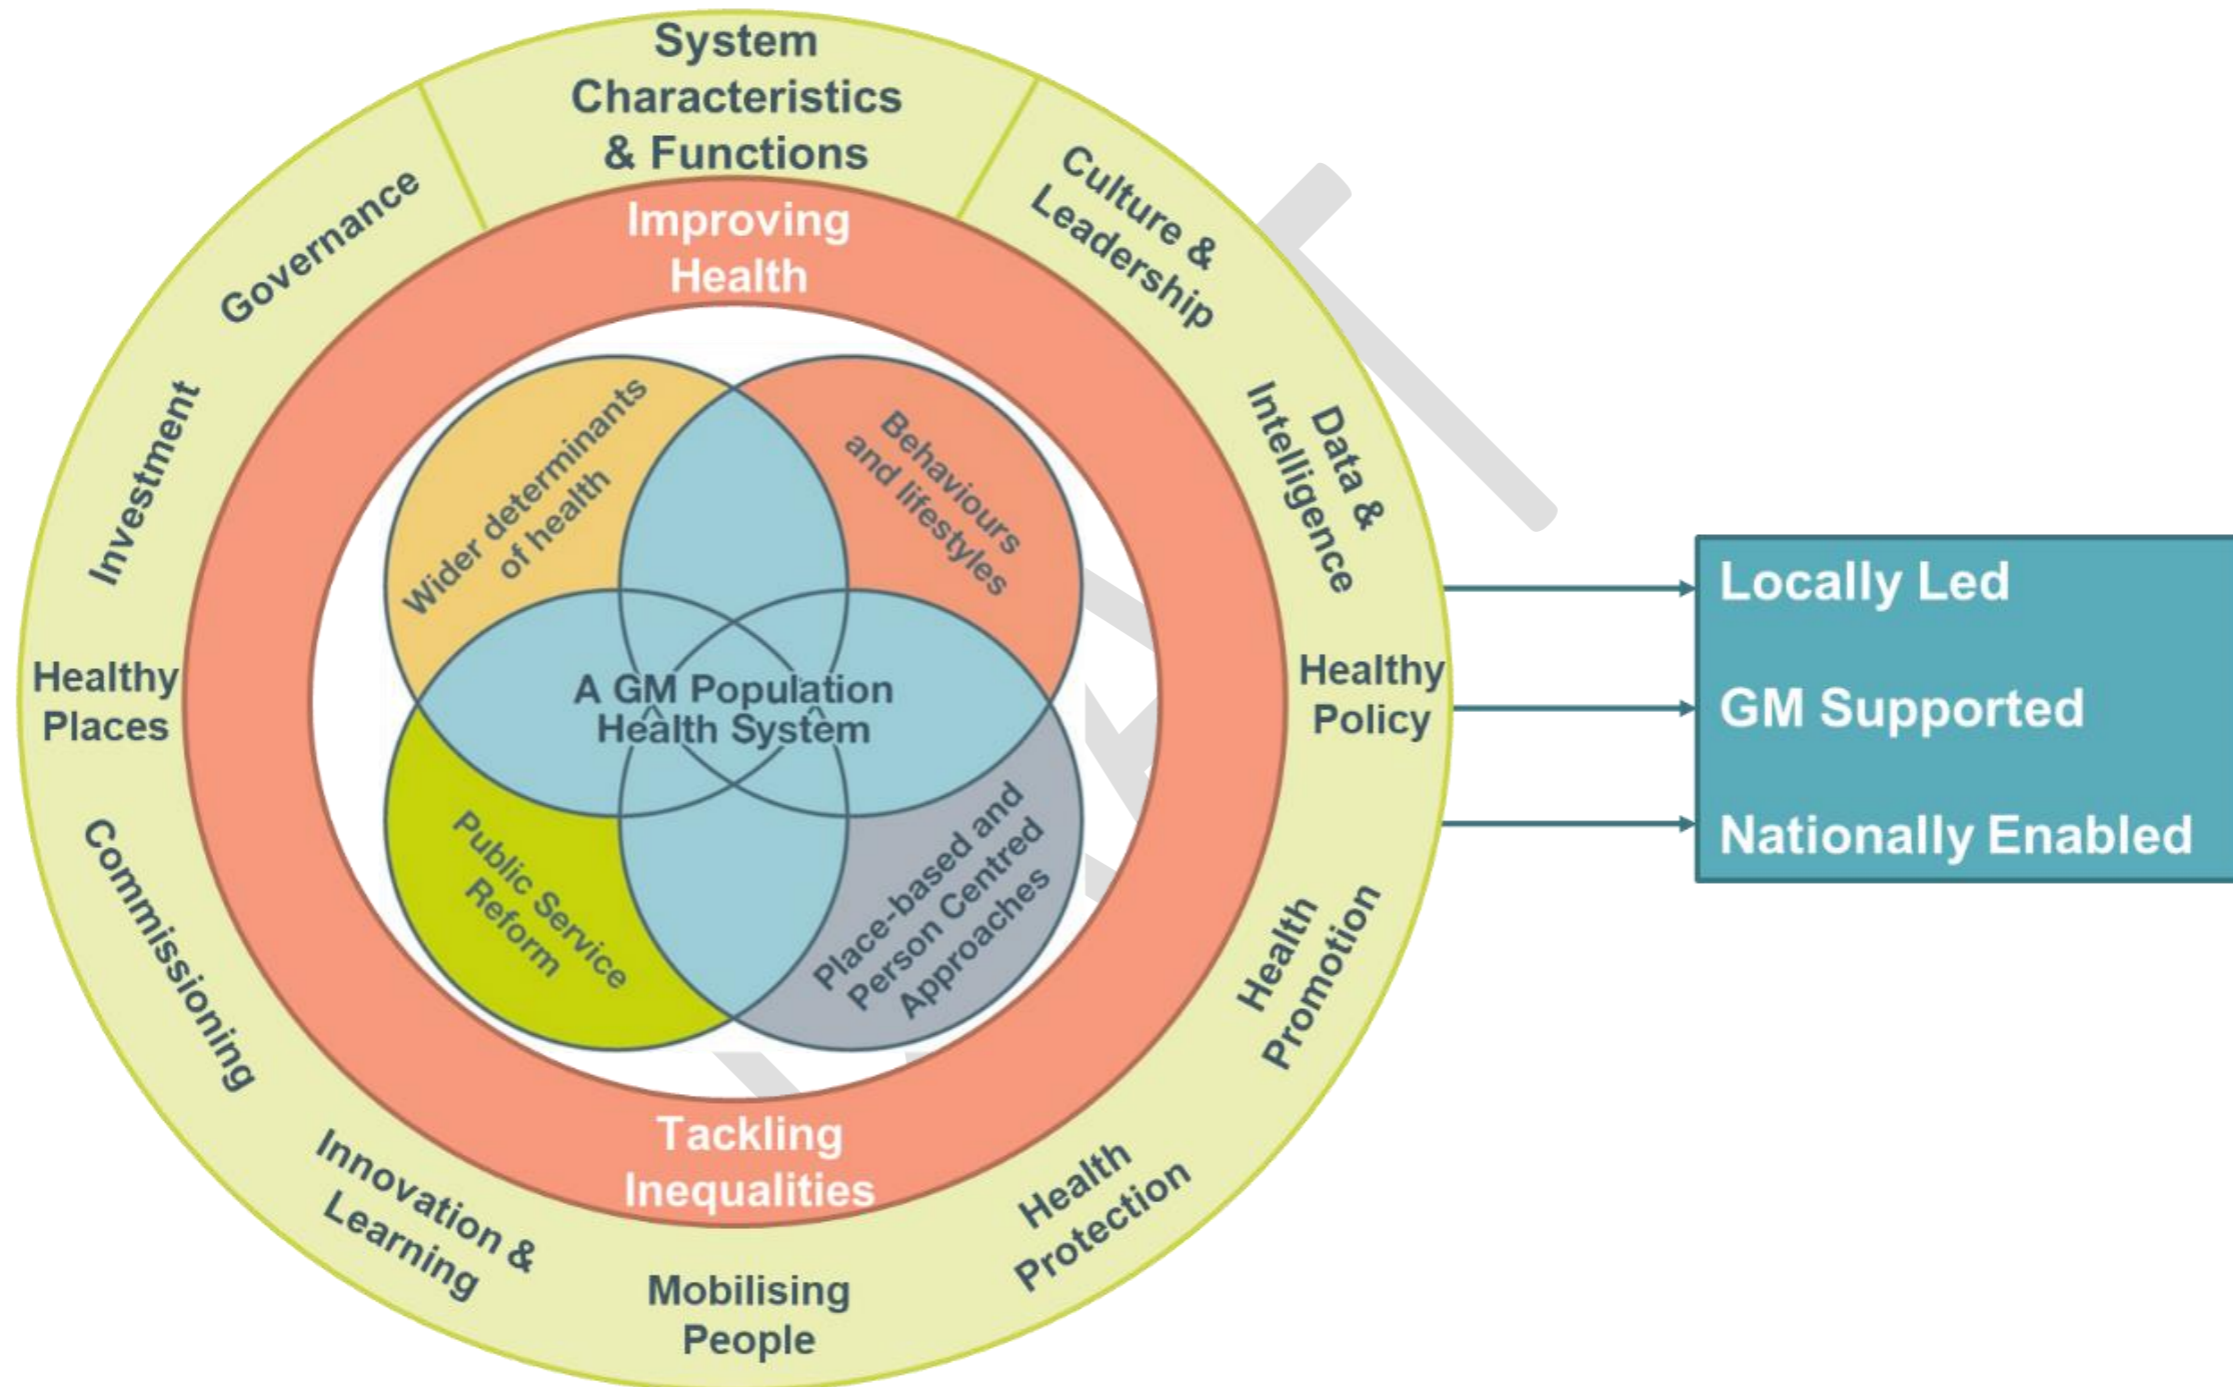 System
Characteristics
& Functions
Culture &
Leadership
Data &
Intelligence
Healthy
Policy
Health
Promotion
Health
Protection
Mobilising
People
Innovation &
Learning
Commissioning
Healthy
Places
Investment
Governance
Improving
Health
Tackling
Inequalities
Wider determinants
of health
Behaviours
and lifestyles
A GM Population
Health System
Public Service
Reform
Place-based and
Person Centred
Approaches
Locally Led
GM Supported
Nationally Enabled